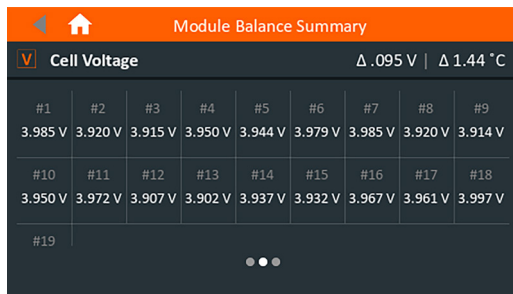 Module Balance Summary
V Cell Voltage Δ .095 V | Δ 1.44 °C
#1 #2 #3 #4 #5 #6 #7 #8 #9
3.985 V 3.920 V 3.915 V 3.950 V 3.944 V 3.979 V 3.985 V 3.920 V 3.914 V
#10 #11 #12 #13 #14 #15 #16 #17 #18
3.950 V 3.972 V 3.907 V 3.902 V 3.937 V 3.932 V 3.967 V 3.961 V 3.997 V
#19